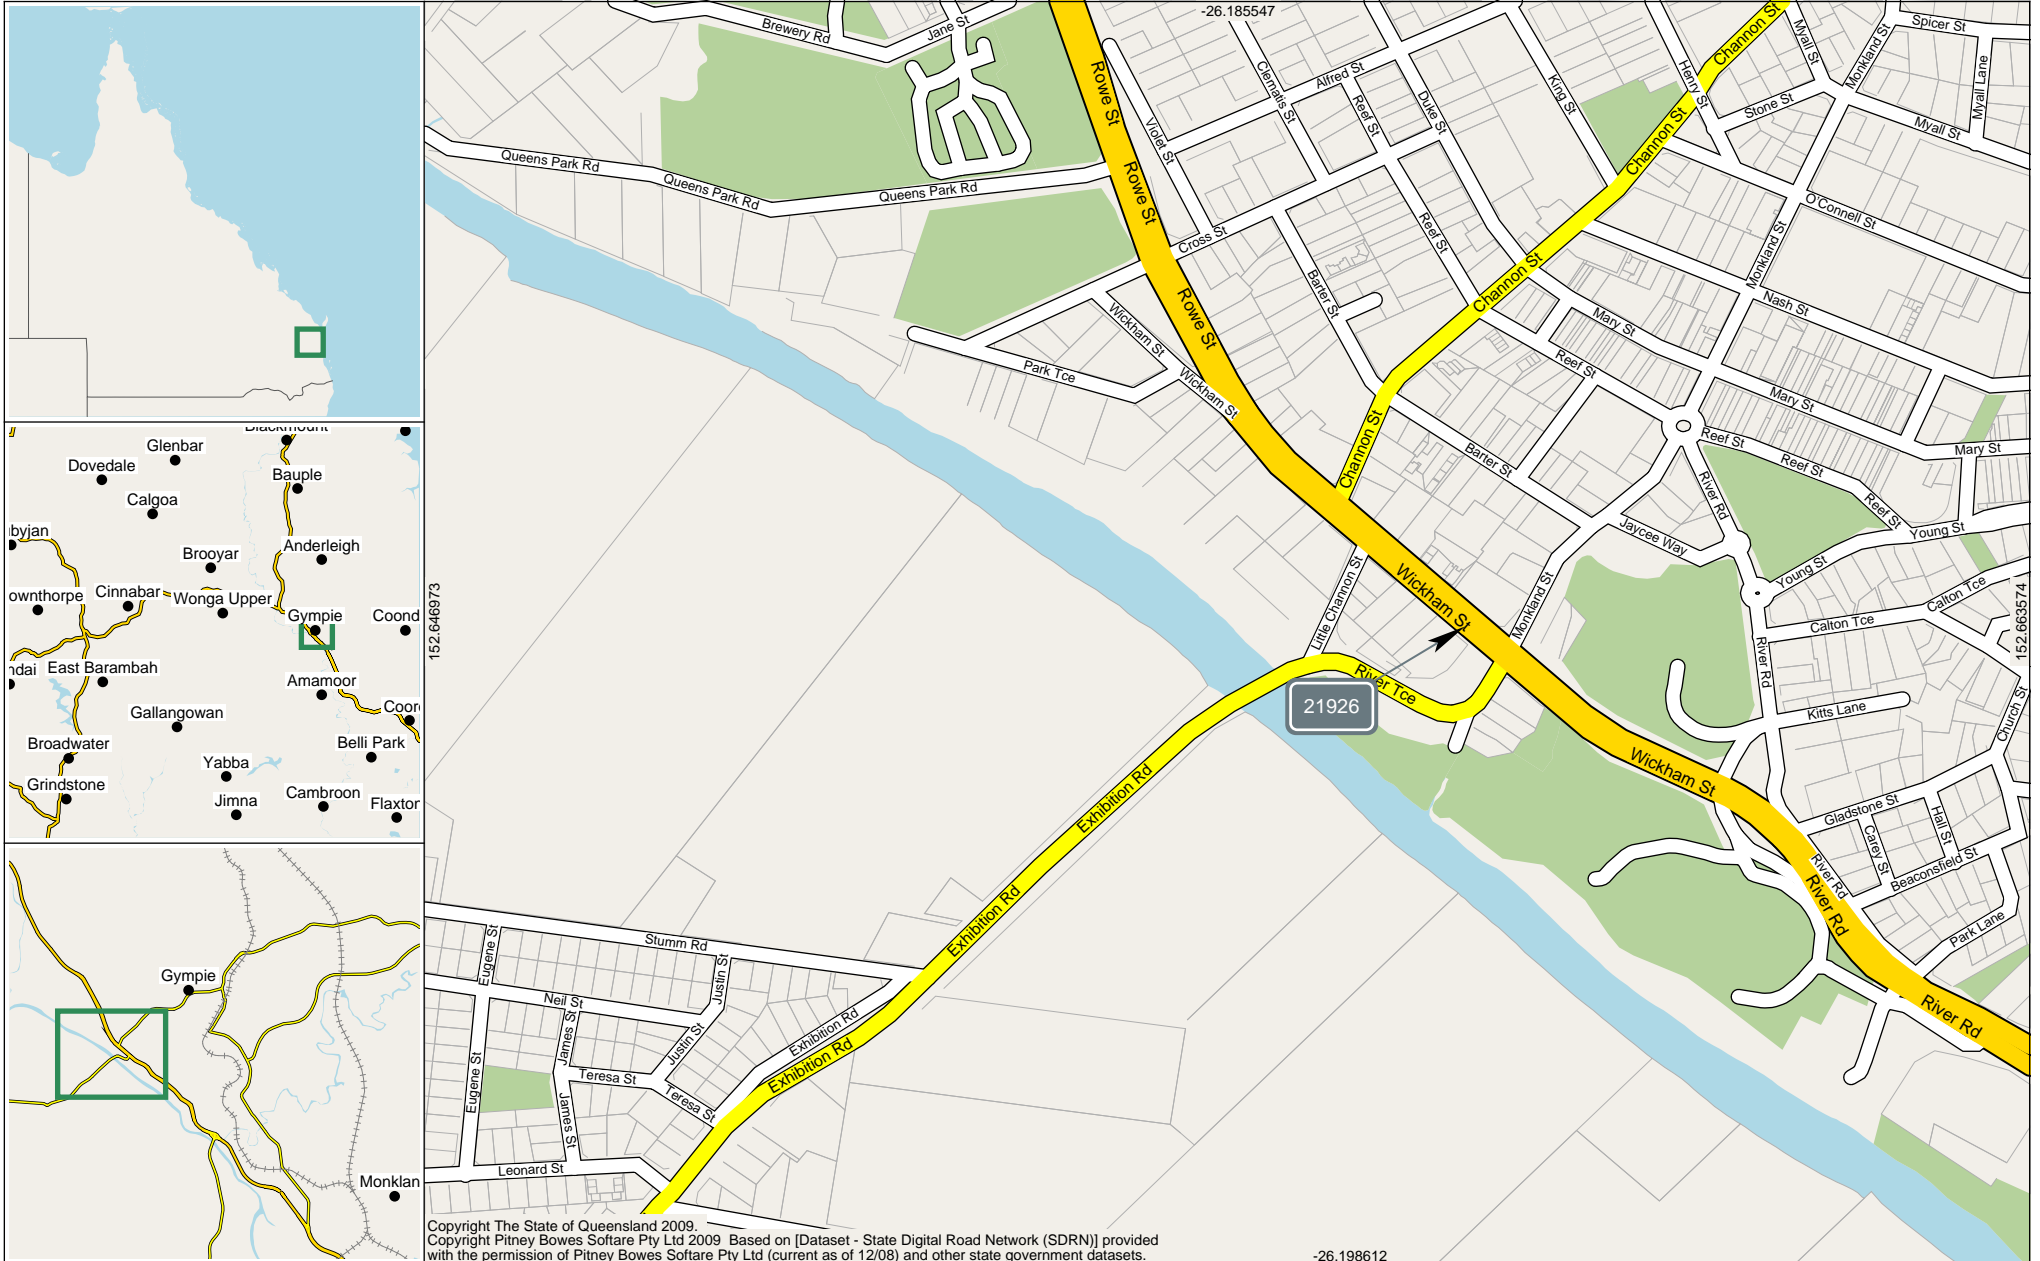 Blackmount
Glenbar
Dovedale
Bauple
Calgoa
byjan
Anderleigh
Brooyar
ownthorpe
Cinnabar
Wonga Upper
Gympie
Coond
ndai
East Barambah
Amamoor
Gallangowan
Coor
Broadwater
Belli Park
Yabba
Grindstone
Cambroon
Jimna
Flaxton
Gympie
Monklan
-26.185547
152.646973
152.663574
-26.198612
Brewery Rd
Jane St
Rowe St
Rowe St
Rowe St
Violet St
Clematis St
Alfred St
Reef St
Duke St
King St
Henry St
Channon St
Channon St
Channon St
Channon St
Myall St
Monkland St
Spicer St
Myall Lane
Stone St
Myall St
Queens Park Rd
Queens Park Rd
Queens Park Rd
Cross St
Reef St
O'Connell St
Monkland St
Barter St
Nash St
Mary St
Wickham St
Wickham St
Park Tce
Reef St
Mary St
Mary St
Reef St
Reef St
Reef St
Barter St
River Rd
Jaycee Way
Young St
Young St
Calton Tce
Calton Tce
Little Channon St
Wickham St
Monkland St
River Tce
21926
River Rd
Kitts Lane
Church St
Wickham St
Gladstone St
Hall St
Carey St
Beaconsfield St
River Rd
River Rd
Park Lane
River Rd
Exhibition Rd
Exhibition Rd
Stumm Rd
Eugene St
Justin St
Neil St
James St
Justin St
Exhibition Rd
Exhibition Rd
Eugene St
Teresa St
Teresa St
James St
Leonard St
Copyright The State of Queensland 2009.
Copyright Pitney Bowes Softare Pty Ltd 2009 Based on [Dataset - State Digital Road Network (SDRN)] provided
with the permission of Pitney Bowes Softare Pty Ltd (current as of 12/08) and other state government datasets.